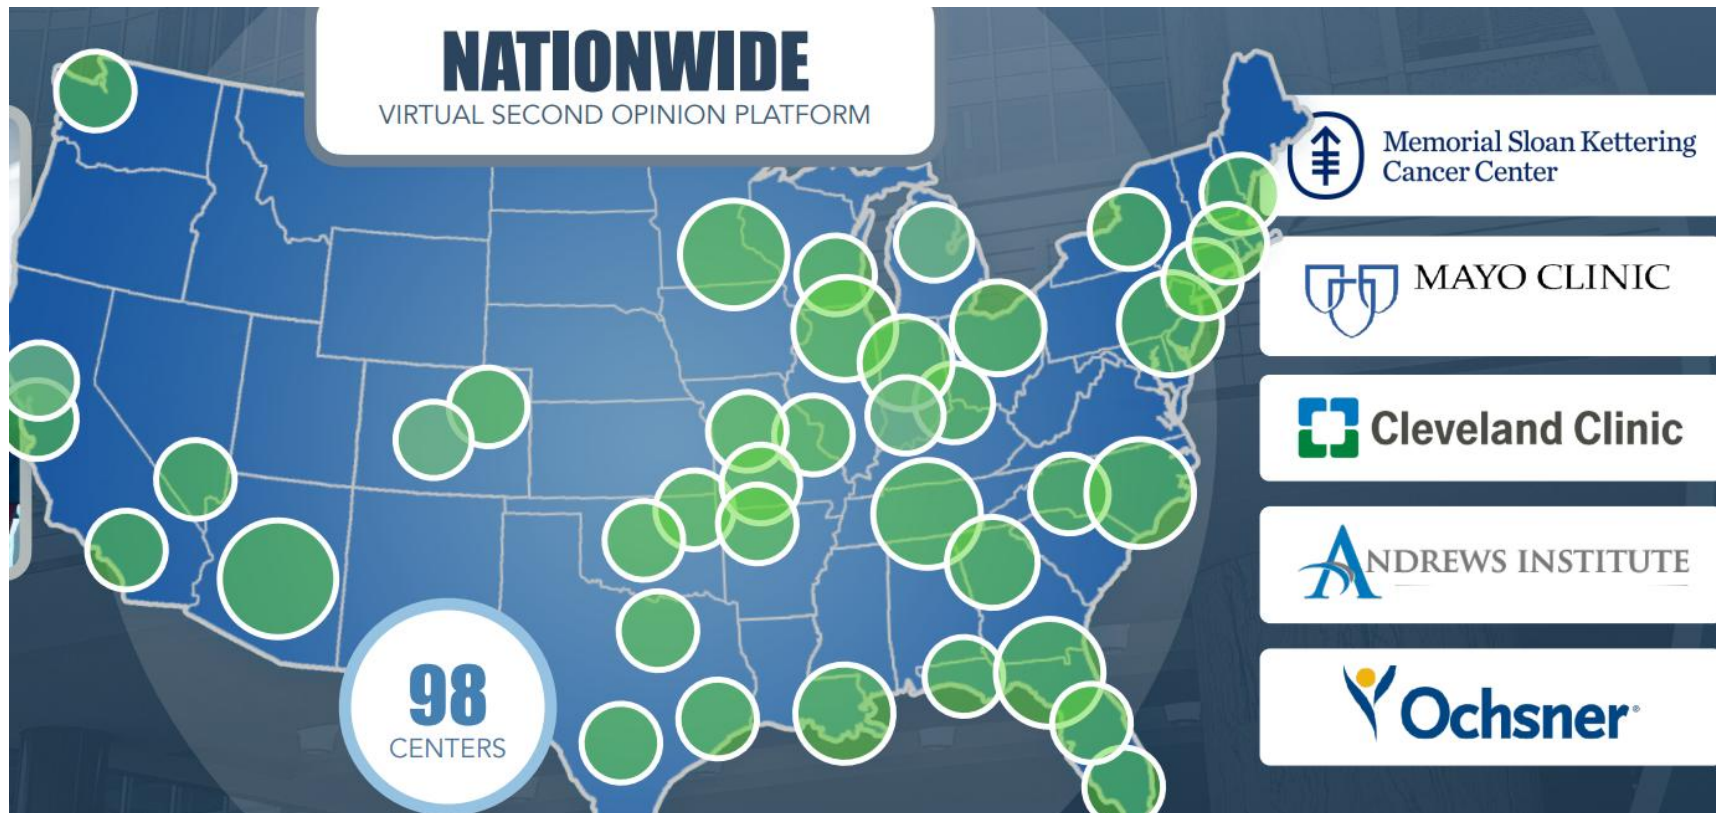 NATIONWIDE
VIRTUAL SECOND OPINION PLATFORM
Memorial Sloan Kettering
Cancer Center
MAYO CLINIC
Cleveland Clinic
ANDREWS INSTITUTE
Ochsner®
98
CENTERS